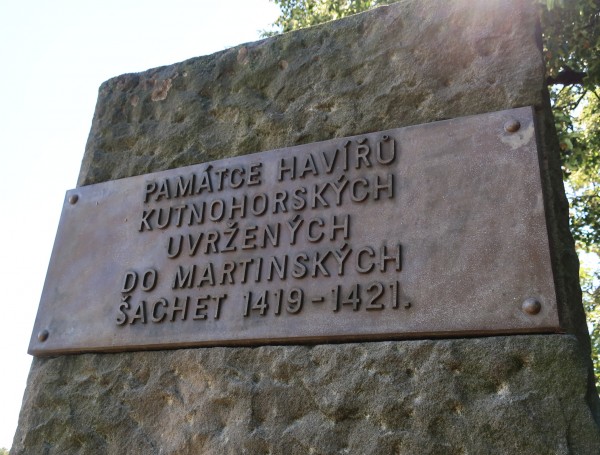 PAMÁTCE HAVÍŘŮ
KUTNOHORSKÝCH
UVRŽENÝCH
DO MARTINSKÝCH
ŠACHET 1419-1421.